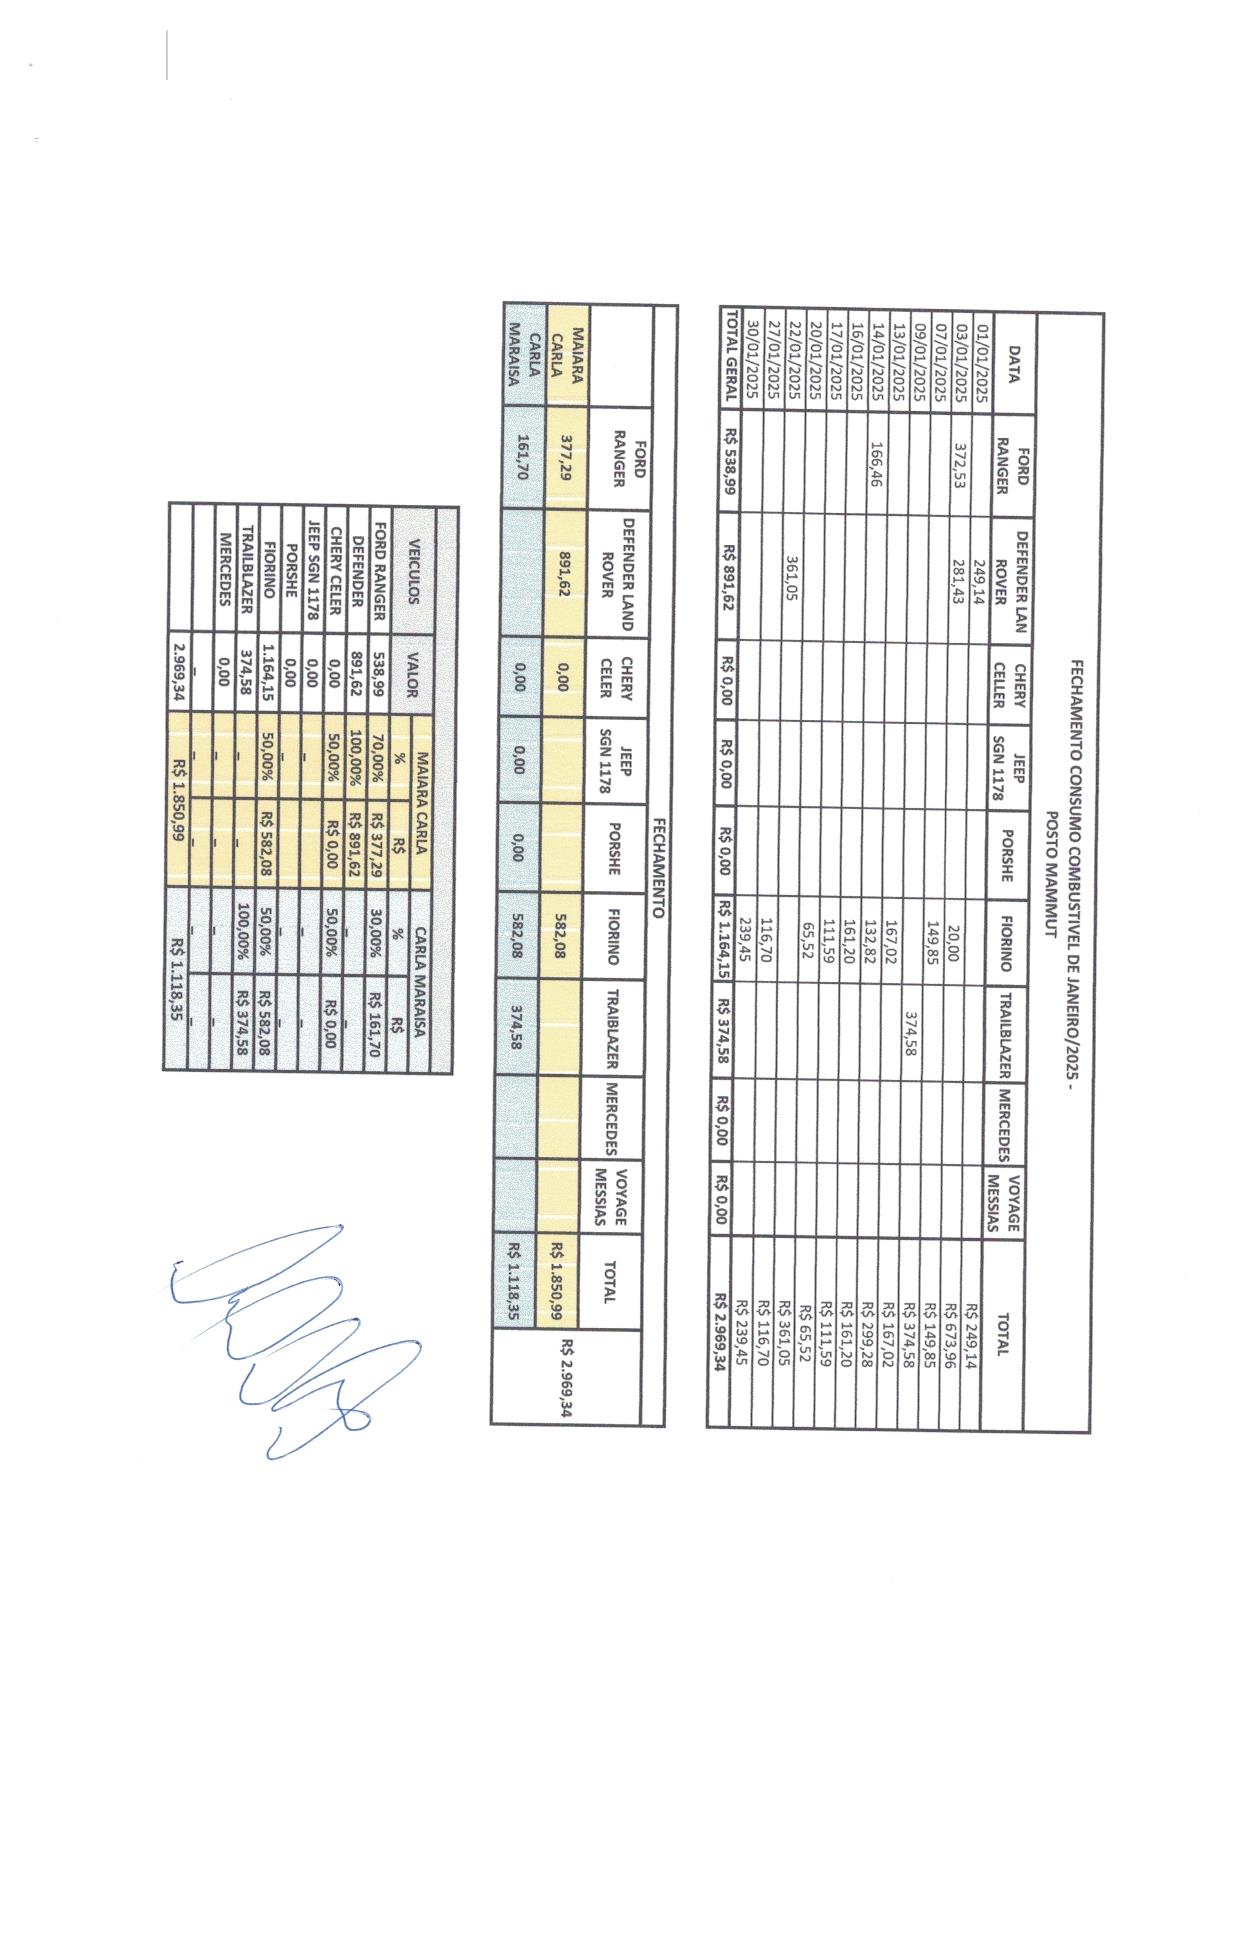 FECHAMENTO CONSUMO COMBUSTIVEL DE JANEIRO/2025 -
POSTO MAMMUT
DATA FORD RANGER DEFENDER LAN ROVER CHERY CELLER JEEP SGN 1178 PORSHE FIORINO TRAILBLAZER MERCEDES VOYAGE MESSIAS TOTAL
01/01/2025 249,14 R$ 249,14
03/01/2025 372,53 281,43 20,00 R$ 673,96
07/01/2025 149,85 R$ 149,85
09/01/2025 374,58 R$ 374,58
13/01/2025 167,02 R$ 167,02
14/01/2025 166,46 132,82 R$ 299,28
16/01/2025 161,20 R$ 161,20
17/01/2025 111,59 R$ 111,59
20/01/2025 65,52 R$ 65,52
22/01/2025 361,05 R$ 361,05
27/01/2025 116,70 R$ 116,70
30/01/2025 239,45 R$ 239,45
TOTAL GERAL R$ 538,99 R$ 891,62 R$ 0,00 R$ 0,00 R$ 0,00 R$ 1.164,15 R$ 374,58 R$ 0,00 R$ 0,00 R$ 2.969,34
FECHAMENTO
FORD RANGER DEFENDER LAND ROVER CHERY CELER JEEP SGN 1178 PORSHE FIORINO TRAIBLAZER MERCEDES VOYAGE MESSIAS TOTAL
MAIARA CARLA 377,29 891,62 0,00 582,08 R$ 1.850,99 R$ 2.969,34
CARLA MARAISA 161,70 0,00 0,00 0,00 582,08 374,58 R$ 1.118,35
VEICULOS VALOR MAIARA CARLA CARLA MARAISA
% R$ % R$
FORD RANGER 538,99 70,00% R$ 377,29 30,00% R$ 161,70
DEFENDER 891,62 100,00% R$ 891,62 – –
CHERY CELER 0,00 50,00% R$ 0,00 50,00% R$ 0,00
JEEP SGN 1178 0,00 – –
PORSHE 0,00 – – –
FIORINO 1.164,15 50,00% R$ 582,08 50,00% R$ 582,08
TRAILBLAZER 374,58 – – 100,00% R$ 374,58
MERCEDES 0,00 – – – –
– – – – –
2.969,34 R$ 1.850,99 R$ 1.118,35